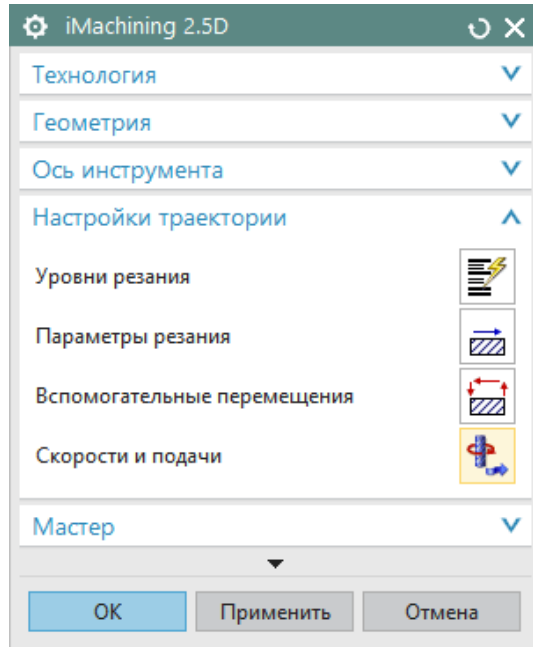 iMachining 2.5D
Технология
Геометрия
Ось инструмента
Настройки траектории
Уровни резания
Параметры резания
Вспомогательные перемещения
Скорости и подачи
Мастер
ОК Применить Отмена